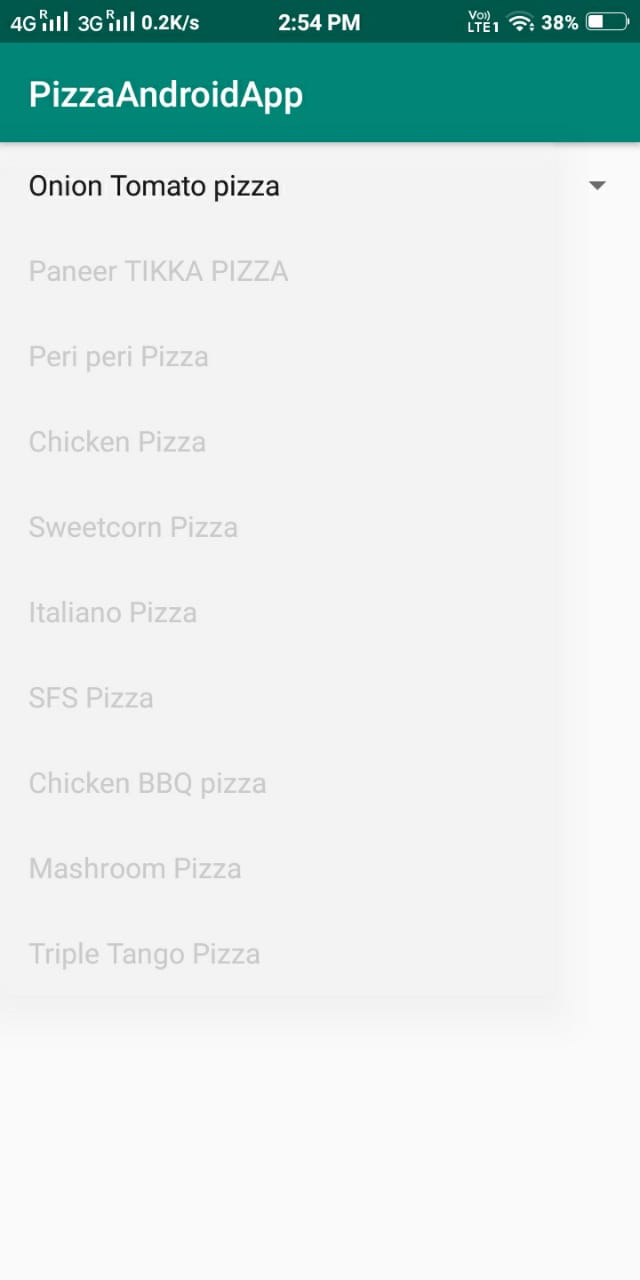 4G R 3G R 0.2K/s 2:54 PM Vo)) LTE1 38%
PizzaAndroidApp
Onion Tomato pizza
Paneer TIKKA PIZZA
Peri peri Pizza
Chicken Pizza
Sweetcorn Pizza
Italiano Pizza
SFS Pizza
Chicken BBQ pizza
Mashroom Pizza
Triple Tango Pizza